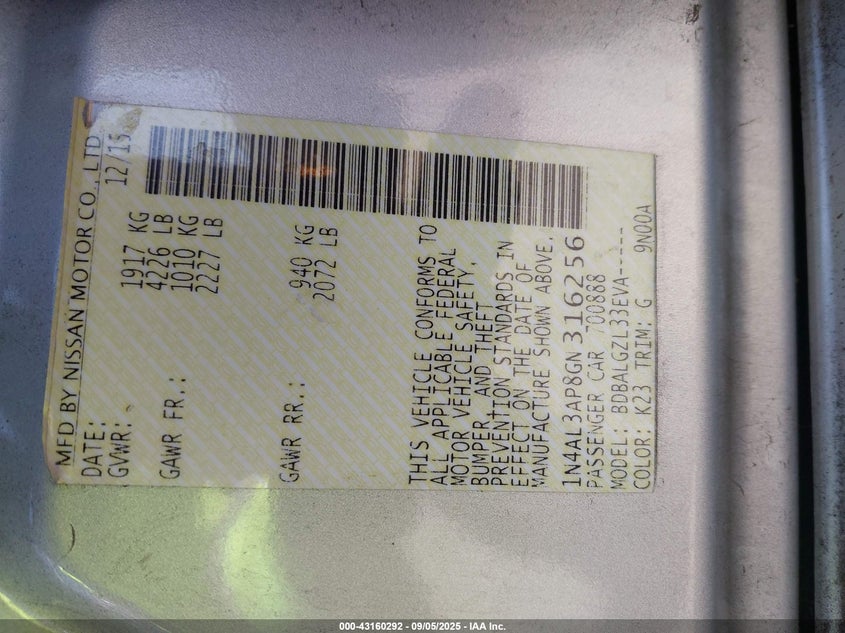 MFD BY NISSAN MOTOR CO., LTD.
DATE: 12/15
GVWR: 1917 KG
4226 LB
GAWR FR.: 1010 KG
2227 LB
GAWR RR.: 940 KG
2072 LB
THIS VEHICLE CONFORMS TO
ALL APPLICABLE FEDERAL
MOTOR VEHICLE SAFETY,
BUMPER, AND THEFT
PREVENTION STANDARDS IN
EFFECT ON THE DATE OF
MANUFACTURE SHOWN ABOVE.
1N4AL3AP8GN316256
PASSENGER CAR 700888
MODEL: BDBALGZL33EVA-----
COLOR: K23 TRIM: G 9N00A
000-43160292 - 09/05/2025 - IAA Inc.